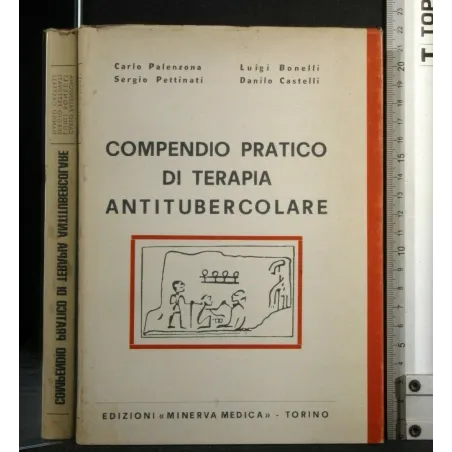 Carlo Palenzona Luigi Bonelli
Sergio Pettinati Danilo Castelli
COMPENDIO PRATICO
DI TERAPIA
ANTITUBERCOLARE
EDIZIONI «MINERVA MEDICA» - TORINO
COMPENDIO PRATICO DI TERAPIA ANTITUBERCOLARE
TOP